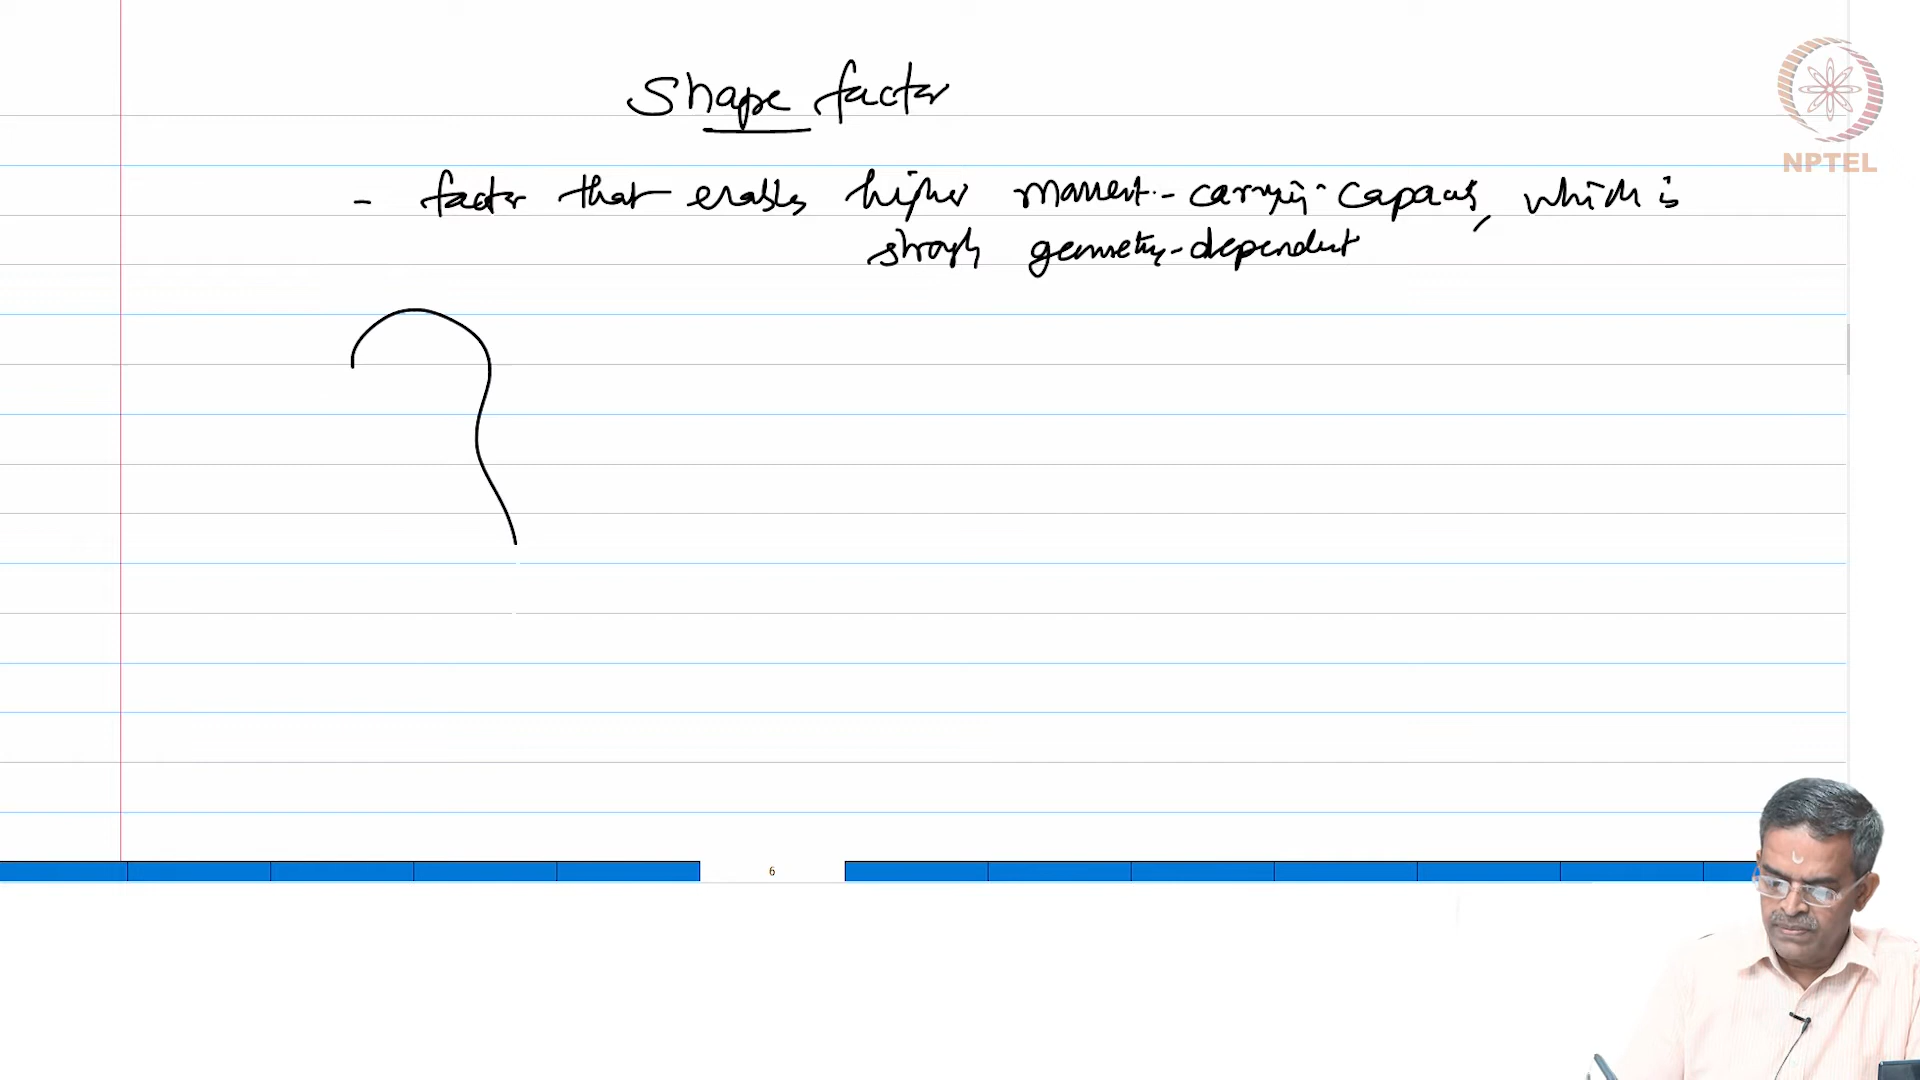 Shape factor
- factor that enables higher moment-carrying-capacity, which is
strongly geometry-dependent
NPTEL
6